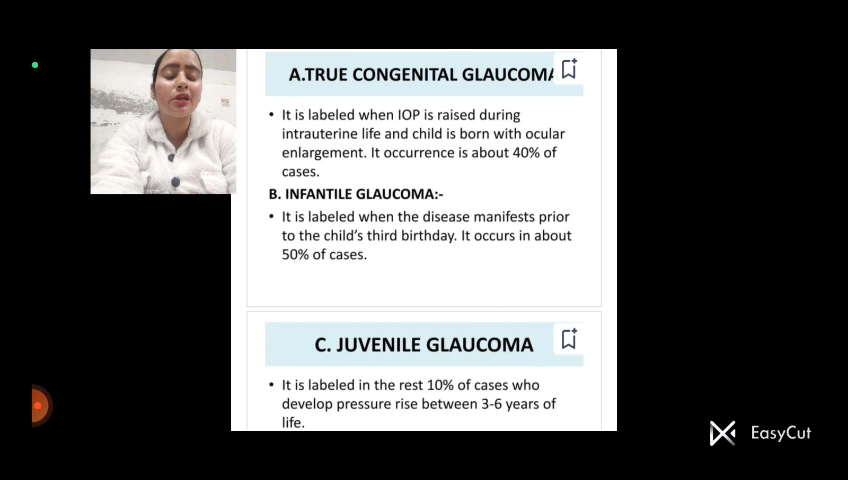 A.TRUE CONGENITAL GLAUCOMA
• It is labeled when IOP is raised during
intrauterine life and child is born with ocular
enlargement. It occurrence is about 40% of
cases.
B. INFANTILE GLAUCOMA:-
• It is labeled when the disease manifests prior
to the child's third birthday. It occurs in about
50% of cases.
C. JUVENILE GLAUCOMA
• It is labeled in the rest 10% of cases who
develop pressure rise between 3-6 years of
life.
EasyCut